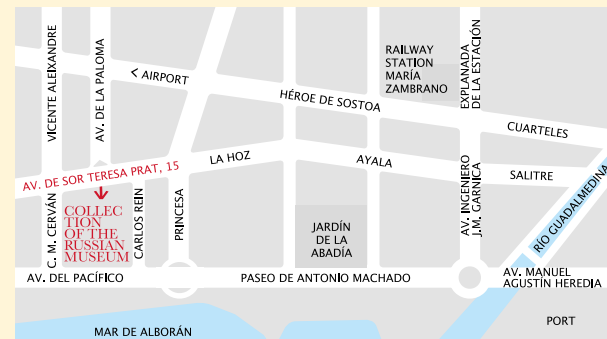 VICENTE ALEIXANDRE
AV. DE LA PALOMA
< AIRPORT
HÉROE DE SOSTOA
RAILWAY
STATION
MARÍA
ZAMBRANO
EXPLANADA
DE LA ESTACIÓN
CUARTELES
AV. DE SOR TERESA PRAT, 15
LA HOZ
AYALA
SALITRE
C. M. CERVÁN
COLLEC
TION
OF THE
RUSSIAN
MUSEUM
CARLOS REIN
PRINCESA
JARDÍN
DE LA
ABADÍA
AV. INGENIERO
J.M. GARNICA
RÍO GUADALMEDINA
AV. DEL PACÍFICO
PASEO DE ANTONIO MACHADO
AV. MANUEL
AGUSTÍN HEREDIA
MAR DE ALBORÁN
PORT